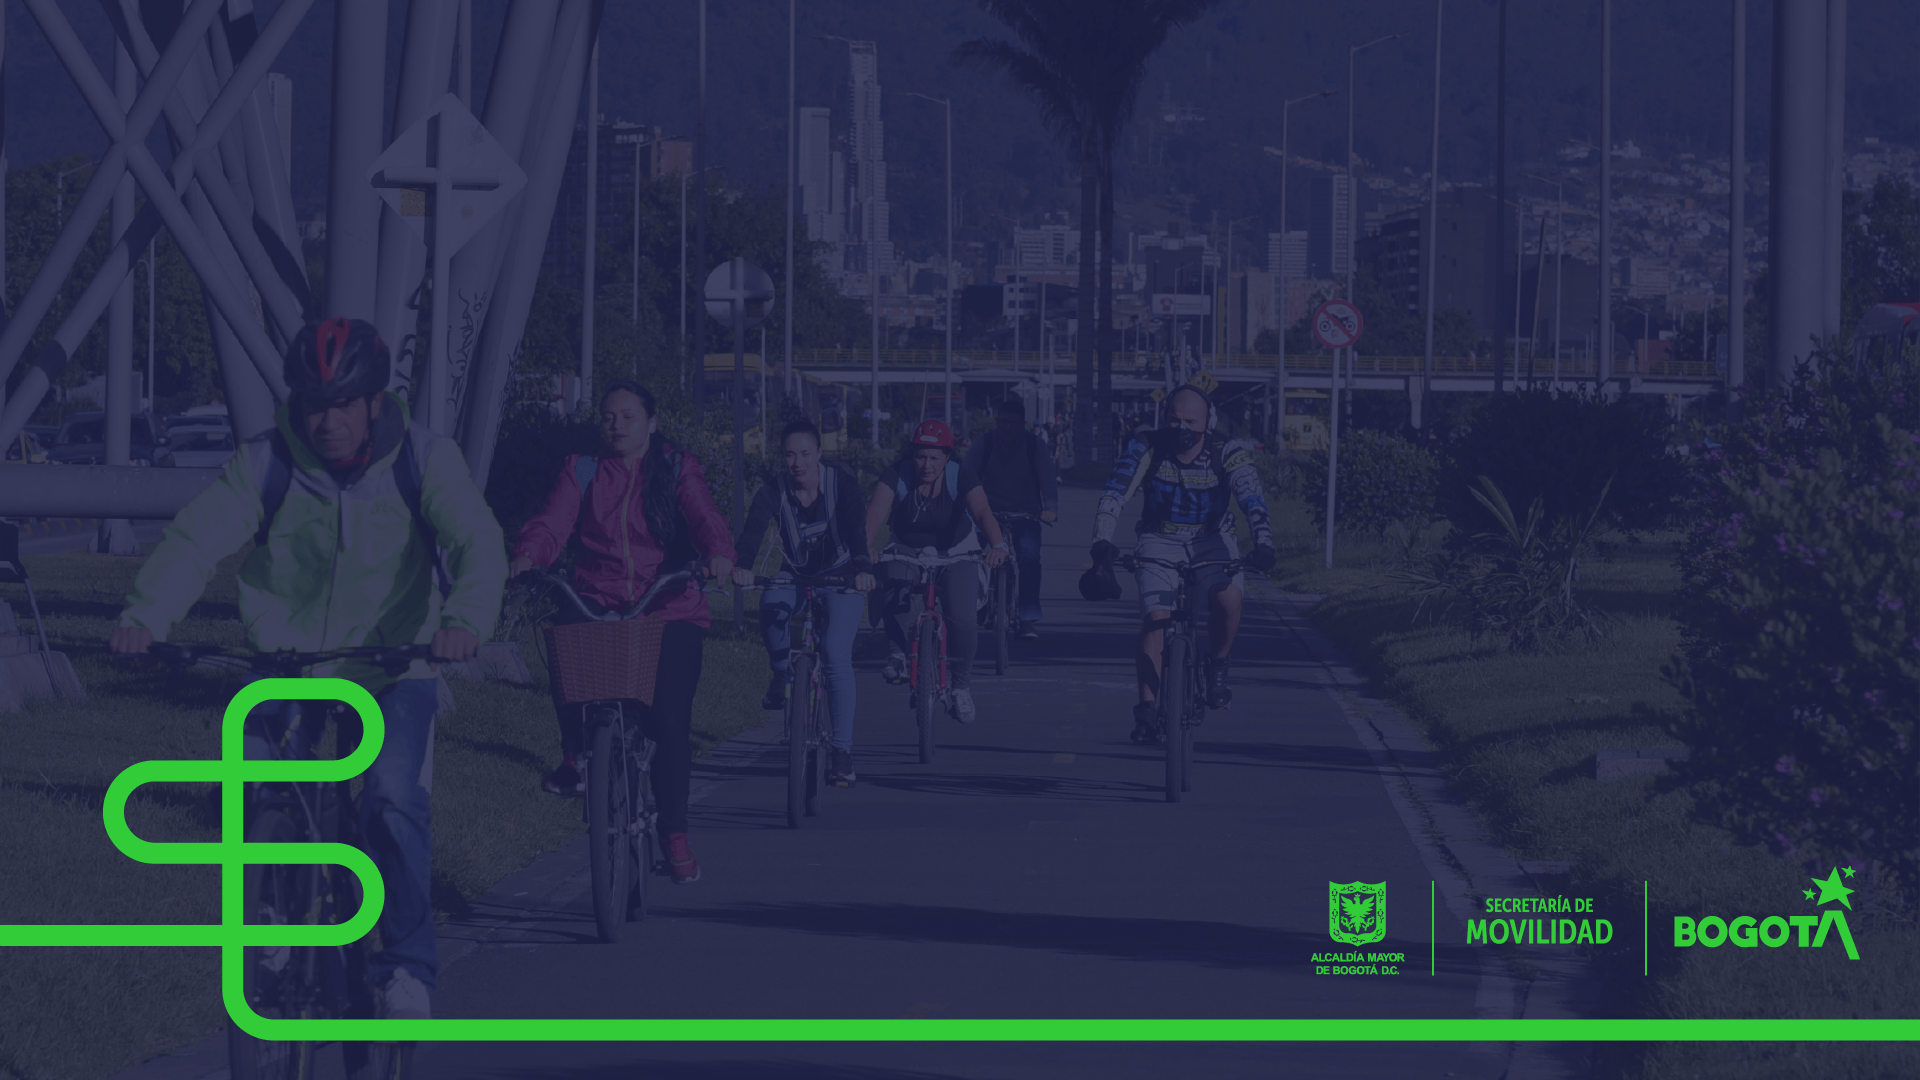 ALCALDÍA MAYOR
DE BOGOTÁ D.C.
SECRETARÍA DE
MOVILIDAD
BOGOTÁ